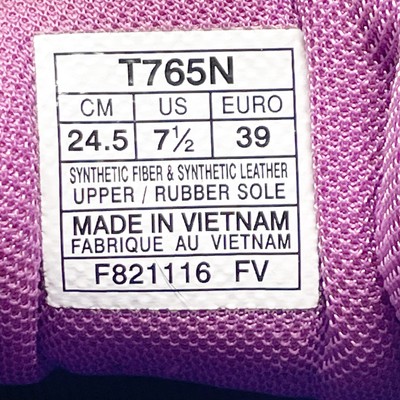 T765N
CM US EURO
24.5 7½ 39
SYNTHETIC FIBER & SYNTHETIC LEATHER
UPPER / RUBBER SOLE
MADE IN VIETNAM
FABRIQUE AU VIETNAM
F821116 FV